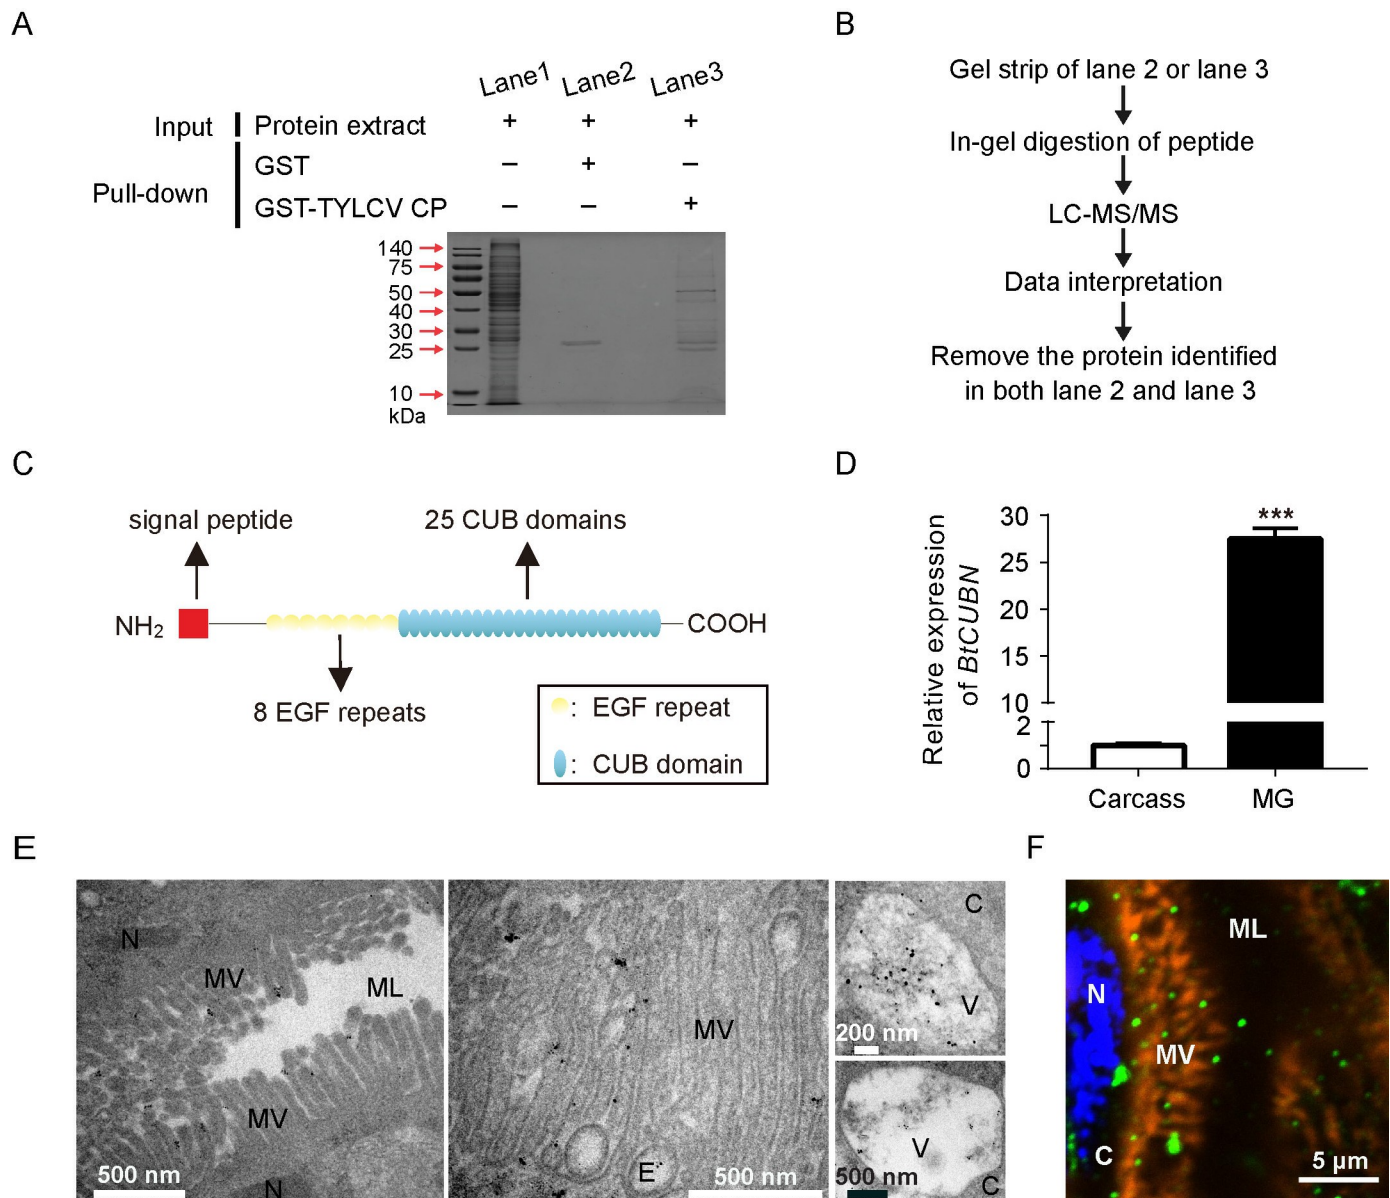 A
Lane1 Lane2 Lane3
Input Protein extract + + +
GST – + –
Pull-down
GST-TYLCV CP – – +
140
75
50
40
30
25
10
kDa
B
Gel strip of lane 2 or lane 3
In-gel digestion of peptide
LC-MS/MS
Data interpretation
Remove the protein identified
in both lane 2 and lane 3
C
signal peptide 25 CUB domains
NH2 COOH
8 EGF repeats
: EGF repeat
: CUB domain
D
Relative expression
of BtCUBN
30
25
20
15
10
2
0
***
Carcass MG
E
N
MV
ML
MV
500 nm
N
MV
E
500 nm
C
V
200 nm
V
500 nm
C
F
ML
N
MV
C
5 µm